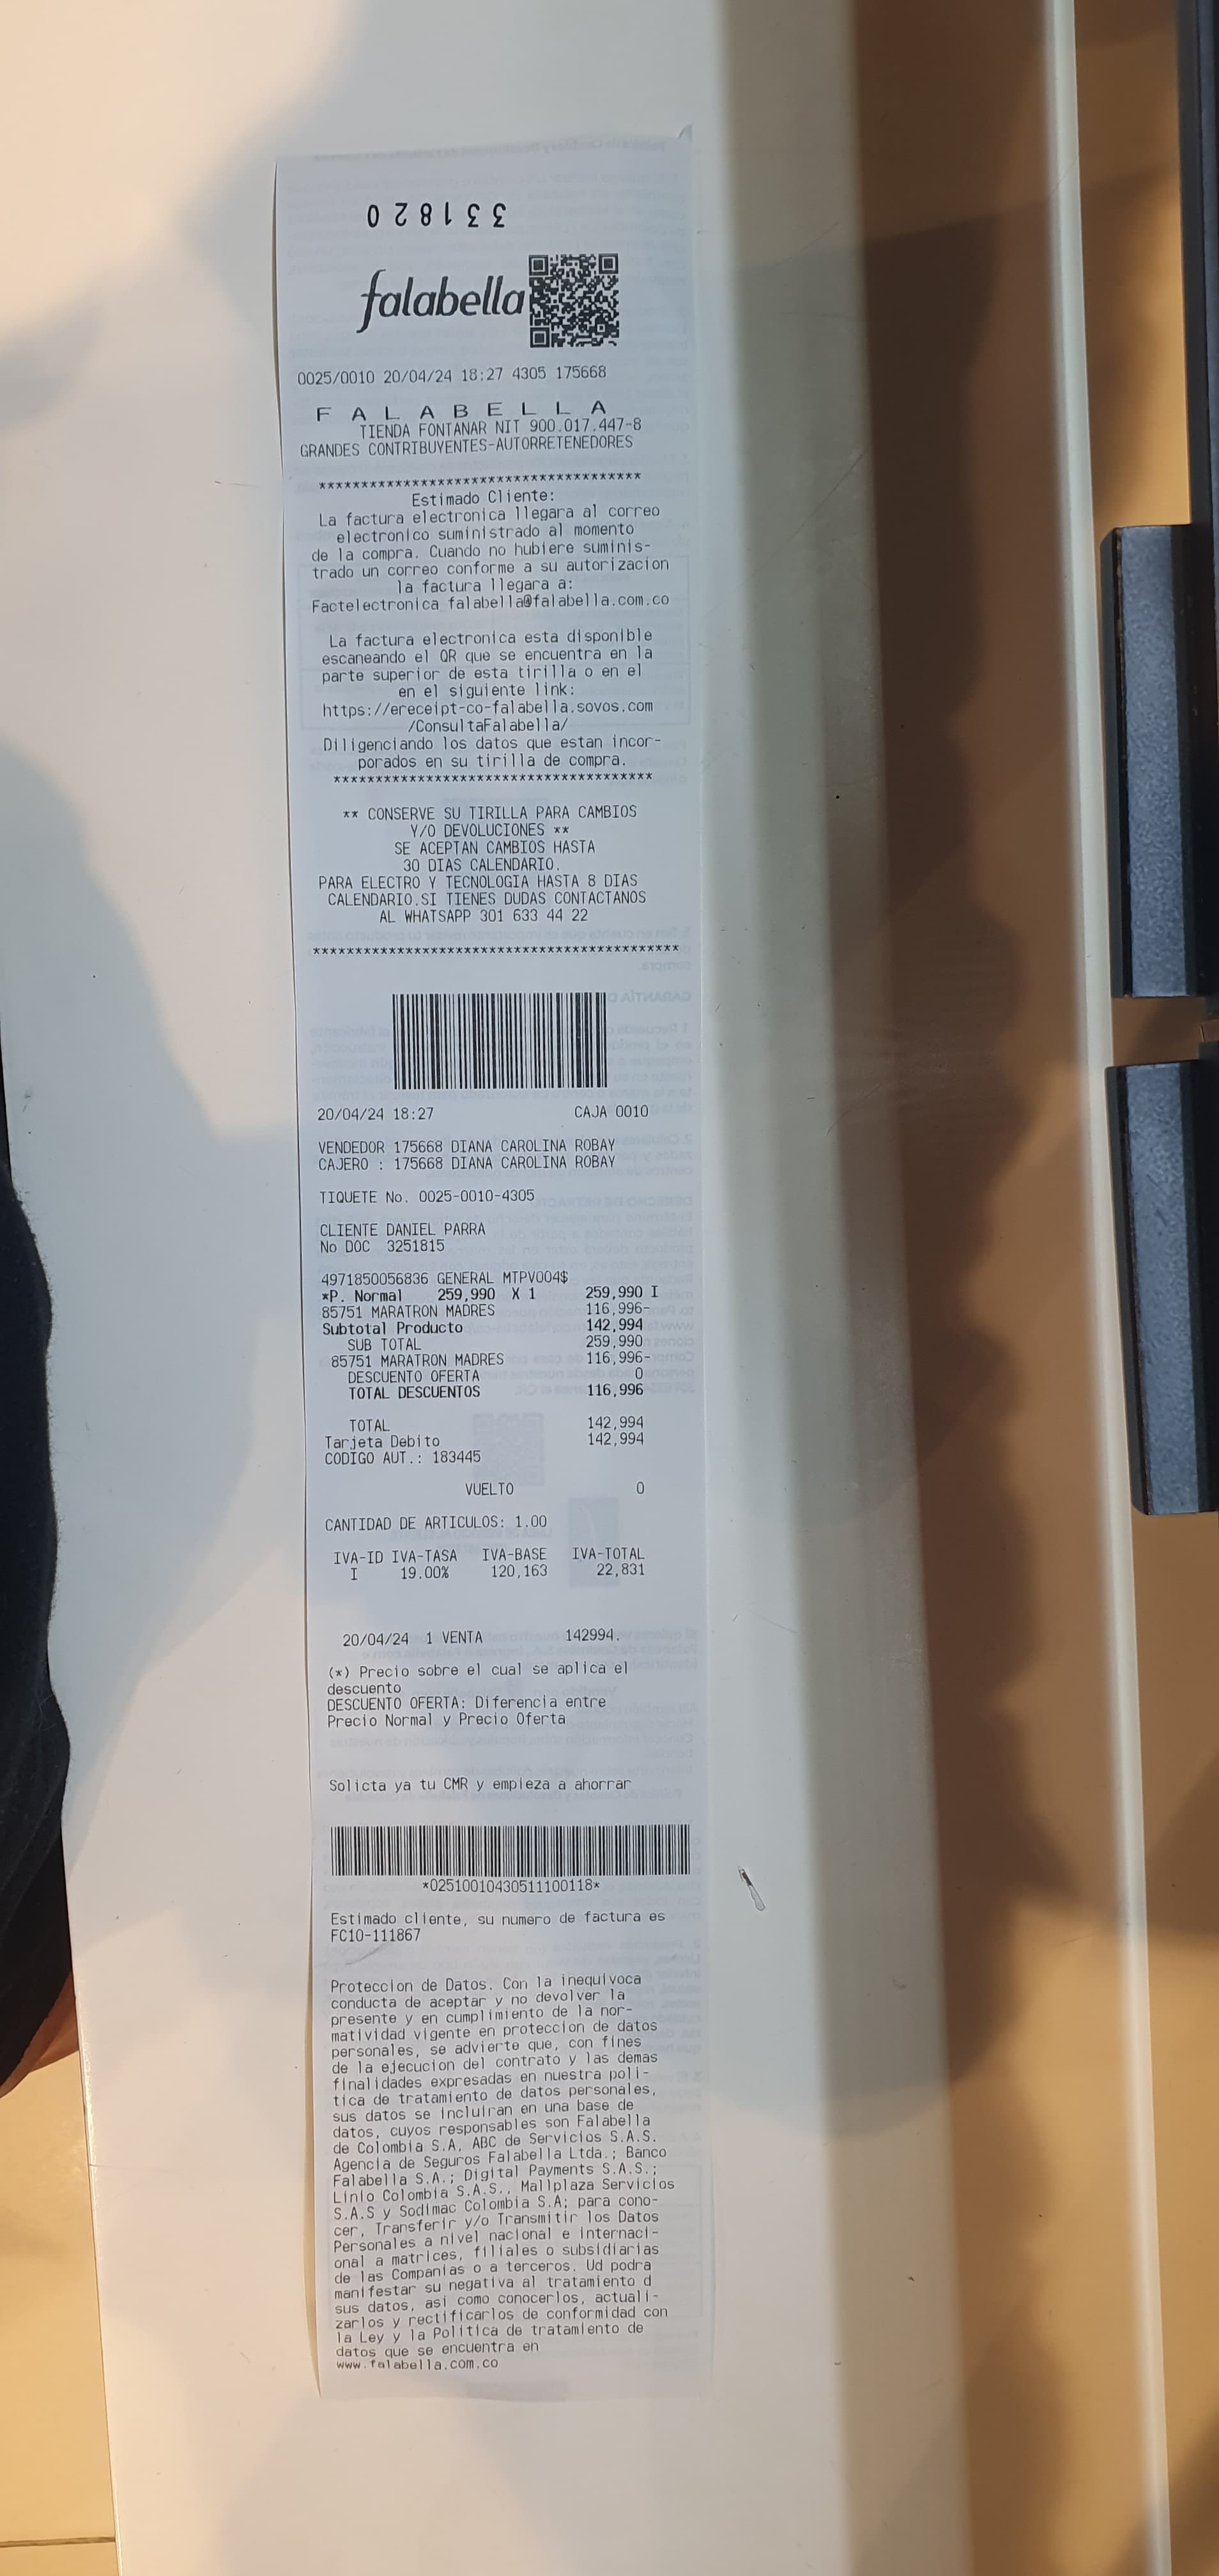 331820
falabella
0025/0010 20/04/24 18:27 4305 175668
F A L A B E L L A
TIENDA FONTANAR NIT 900.017.447-8
GRANDES CONTRIBUYENTES-AUTORRETENEDORES
**************************************
Estimado Cliente:
La factura electronica llegara al correo
electronico suministrado al momento
de la compra. Cuando no hubiere suminis-
trado un correo conforme a su autorizacion
la factura llegara a:
Factelectronica falabella@falabella.com.co
La factura electronica esta disponible
escaneando el QR que se encuentra en la
parte superior de esta tirilla o en el
en el siguiente link:
https://ereceipt-co-falabella.sovos.com
/ConsultaFalabella/
Diligenciando los datos que estan incor-
porados en su tirilla de compra.
**************************************
** CONSERVE SU TIRILLA PARA CAMBIOS
Y/O DEVOLUCIONES **
SE ACEPTAN CAMBIOS HASTA
30 DIAS CALENDARIO.
PARA ELECTRO Y TECNOLOGIA HASTA 8 DIAS
CALENDARIO.SI TIENES DUDAS CONTACTANOS
AL WHATSAPP 301 633 44 22
********************************************
20/04/24 18:27 CAJA 0010
VENDEDOR 175668 DIANA CAROLINA ROBAY
CAJERO : 175668 DIANA CAROLINA ROBAY
TIQUETE No. 0025-0010-4305
CLIENTE DANIEL PARRA
No DOC 3251815
4971850056836 GENERAL MTPV004$
*P. Normal 259,990 X 1 259,990 I
85751 MARATRON MADRES 116,996-
Subtotal Producto 142,994
SUB TOTAL 259,990
85751 MARATRON MADRES 116,996-
DESCUENTO OFERTA 0
TOTAL DESCUENTOS 116,996
TOTAL 142,994
Tarjeta Debito 142,994
CODIGO AUT.: 183445
VUELTO 0
CANTIDAD DE ARTICULOS: 1.00
IVA-ID IVA-TASA IVA-BASE IVA-TOTAL
I 19.00% 120,163 22,831
20/04/24 1 VENTA 142994.
(*) Precio sobre el cual se aplica el
descuento
DESCUENTO OFERTA: Diferencia entre
Precio Normal y Precio Oferta
Solicta ya tu CMR y empieza a ahorrar
*02510010430511100118*
Estimado cliente, su numero de factura es
FC10-111867
Proteccion de Datos. Con la inequivoca
conducta de aceptar y no devolver la
presente y en cumplimiento de la nor-
matividad vigente en proteccion de datos
personales, se advierte que, con fines
de la ejecucion del contrato y las demas
finalidades expresadas en nuestra poli-
tica de tratamiento de datos personales,
sus datos se incluiran en una base de
datos, cuyos responsables son Falabella
de Colombia S.A, ABC de Servicios S.A.S.
Agencia de Seguros Falabella Ltda.; Banco
Falabella S.A.; Digital Payments S.A.S.;
Linio Colombia S.A.S., Mallplaza Servicios
S.A.S y Sodimac Colombia S.A; para cono-
cer, Transferir y/o Transmitir los Datos
Personales a nivel nacional e internaci-
onal a matrices, filiales o subsidiarias
de las Companias o a terceros. Ud podra
manifestar su negativa al tratamiento d
sus datos, asi como conocerlos, actuali-
zarlos y rectificarlos de conformidad con
la Ley y la Politica de tratamiento de
datos que se encuentra en
www.falabella.com.co